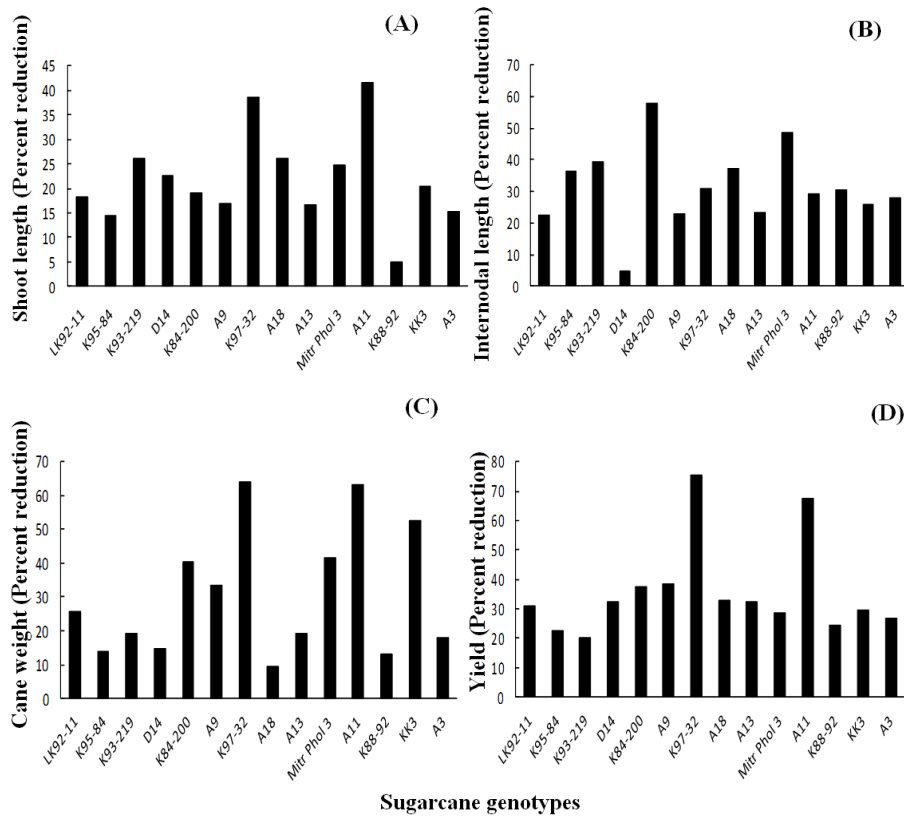 (A)
Shoot length (Percent reduction)
45
40
35
30
25
20
15
10
5
0
LK92-11
K95-84
K93-219
D14
K84-200
A9
K97-32
A18
A13
Mitr Phol 3
A11
K88-92
KK3
A3
(B)
Internodal length (Percent reduction)
70
60
50
40
30
20
10
0
LK92-11
K95-84
K93-219
D14
K84-200
A9
K97-32
A18
A13
Mitr Phol 3
A11
K88-92
KK3
A3
(C)
Cane weight (Percent reduction)
70
60
50
40
30
20
10
0
LK92-11
K95-84
K93-219
D14
K84-200
A9
K97-32
A18
A13
Mitr Phol 3
A11
K88-92
KK3
A3
(D)
Yield (Percent reduction)
80
70
60
50
40
30
20
10
0
LK92-11
K95-84
K93-219
D14
K84-200
A9
K97-32
A18
A13
Mitr Phol 3
A11
K88-92
KK3
A3
Sugarcane genotypes